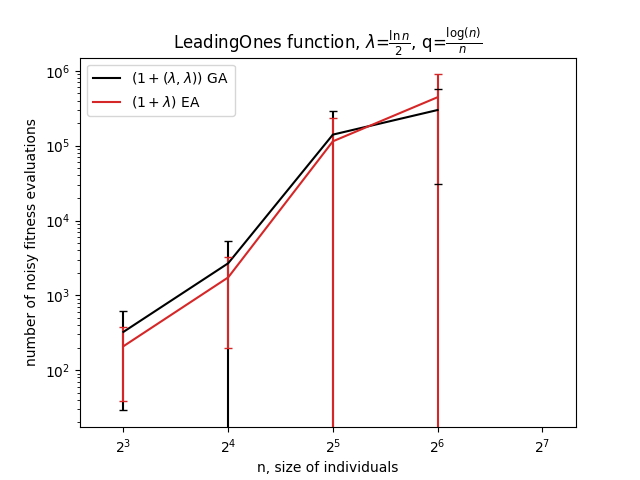 LeadingOnes function, λ=ln n/2, q=log(n)/n
(1 + (λ, λ)) GA
(1 + λ) EA
number of noisy fitness evaluations
10⁶
10⁵
10⁴
10³
10²
2³ 2⁴ 2⁵ 2⁶ 2⁷
n, size of individuals